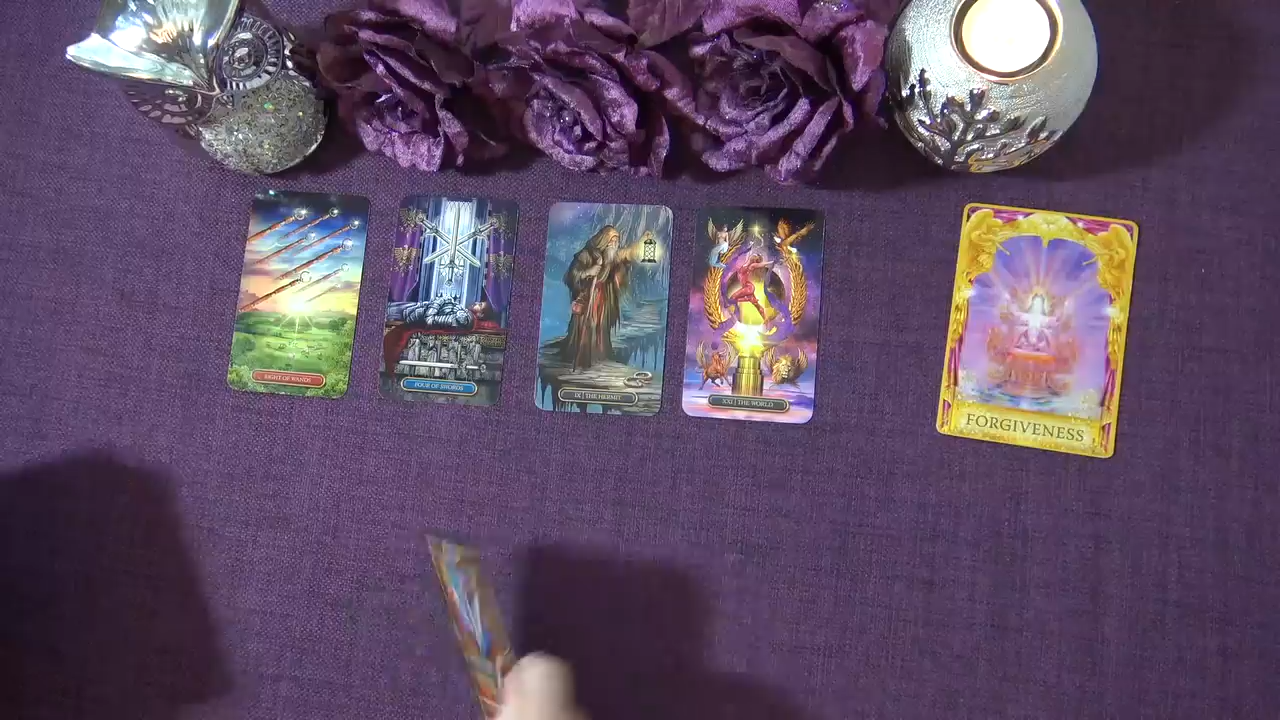 EIGHT OF WANDS
FOUR OF SWORDS
IX | THE HERMIT
XXI | THE WORLD
FORGIVENESS